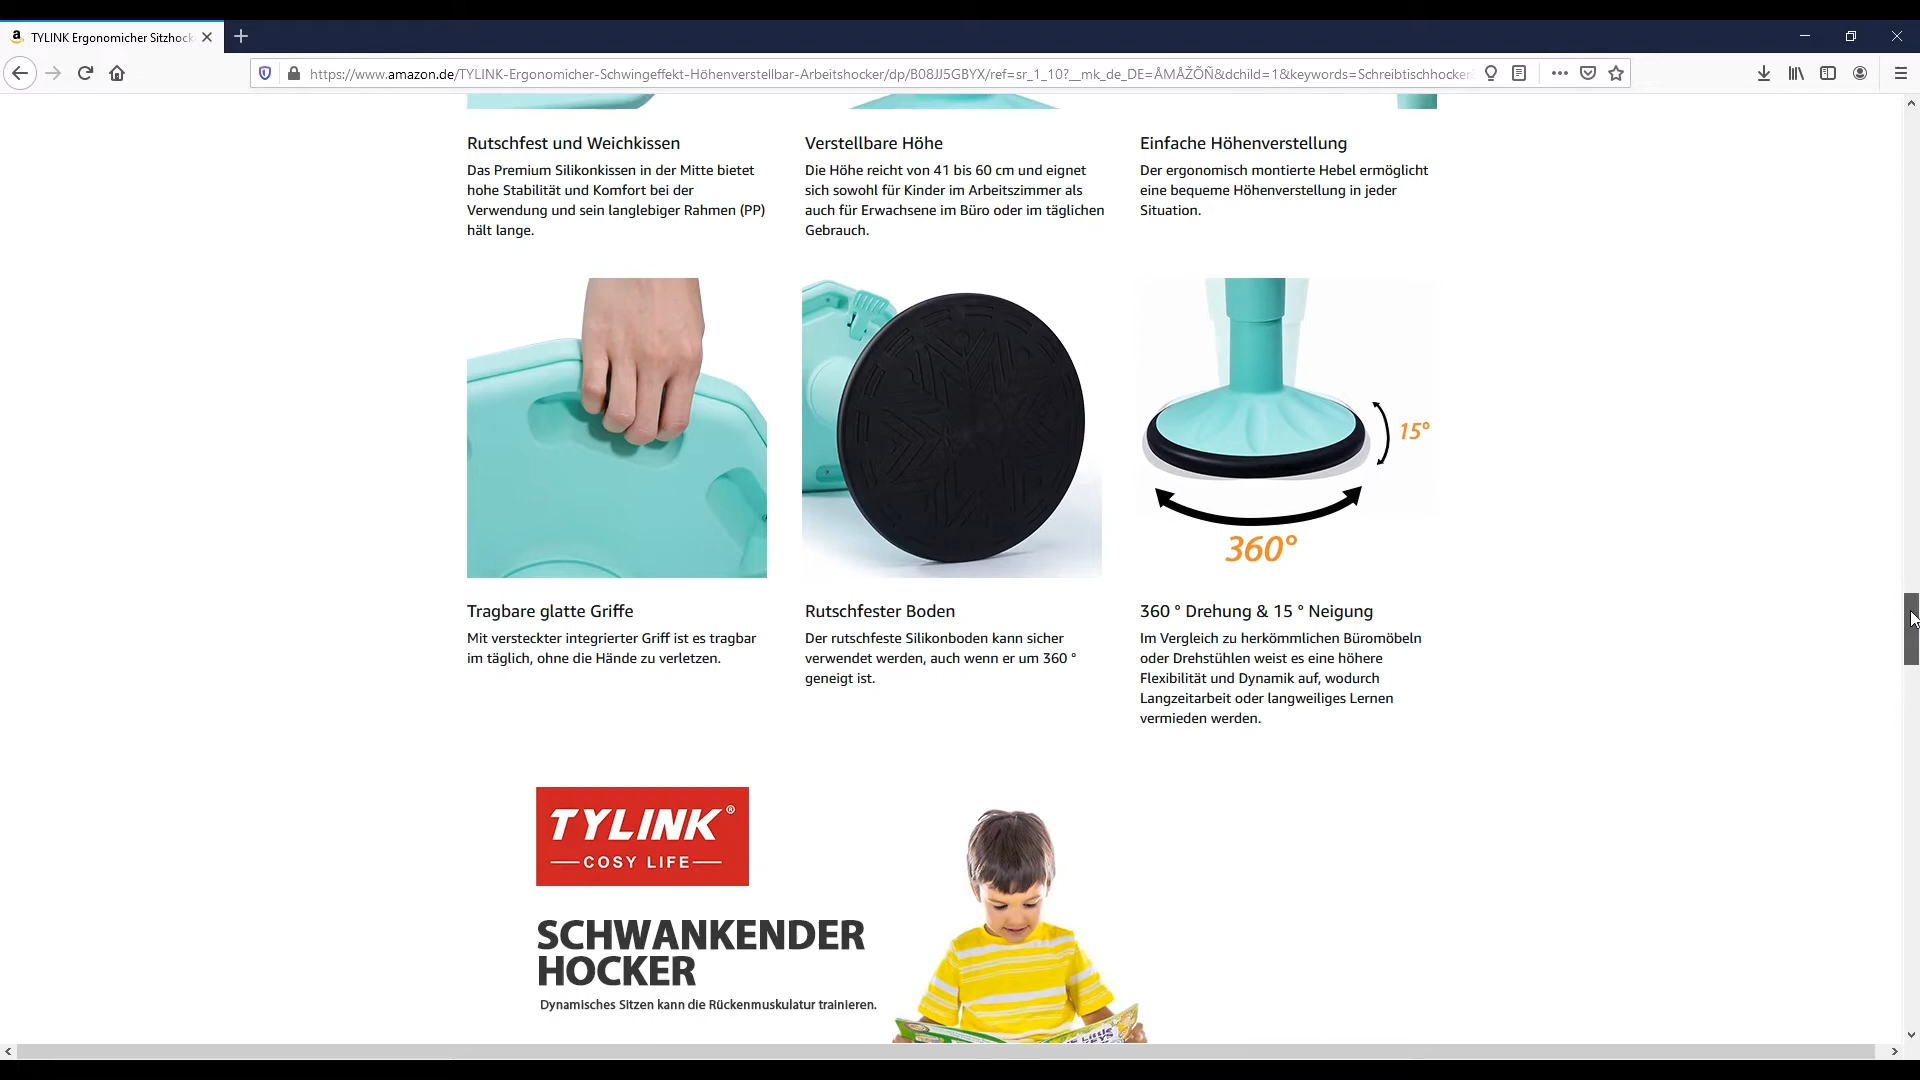 TYLINK Ergonomicher Sitzhock
https://www.amazon.de/TYLINK-Ergonomicher-Schwingeffekt-Höhenverstellbar-Arbeitshocker/dp/B08JJ5GBYX/ref=sr_1_10?__mk_de_DE=ÅMÅŽÕÑ&dchild=1&keywords=Schreibtischhocker
Rutschfest und Weichkissen
Das Premium Silikonkissen in der Mitte bietet
hohe Stabilität und Komfort bei der
Verwendung und sein langlebiger Rahmen (PP)
hält lange.
Verstellbare Höhe
Die Höhe reicht von 41 bis 60 cm und eignet
sich sowohl für Kinder im Arbeitszimmer als
auch für Erwachsene im Büro oder im täglichen
Gebrauch.
Einfache Höhenverstellung
Der ergonomisch montierte Hebel ermöglicht
eine bequeme Höhenverstellung in jeder
Situation.
15°
360°
Tragbare glatte Griffe
Mit versteckter integrierter Griff ist es tragbar
im täglich, ohne die Hände zu verletzen.
Rutschfester Boden
Der rutschfeste Silikonboden kann sicher
verwendet werden, auch wenn er um 360 °
geneigt ist.
360 ° Drehung & 15 ° Neigung
Im Vergleich zu herkömmlichen Büromöbeln
oder Drehstühlen weist es eine höhere
Flexibilität und Dynamik auf, wodurch
Langzeitarbeit oder langweiliges Lernen
vermieden werden.
TYLINK®
COSY LIFE
SCHWANKENDER
HOCKER
Dynamisches Sitzen kann die Rückenmuskulatur trainieren.